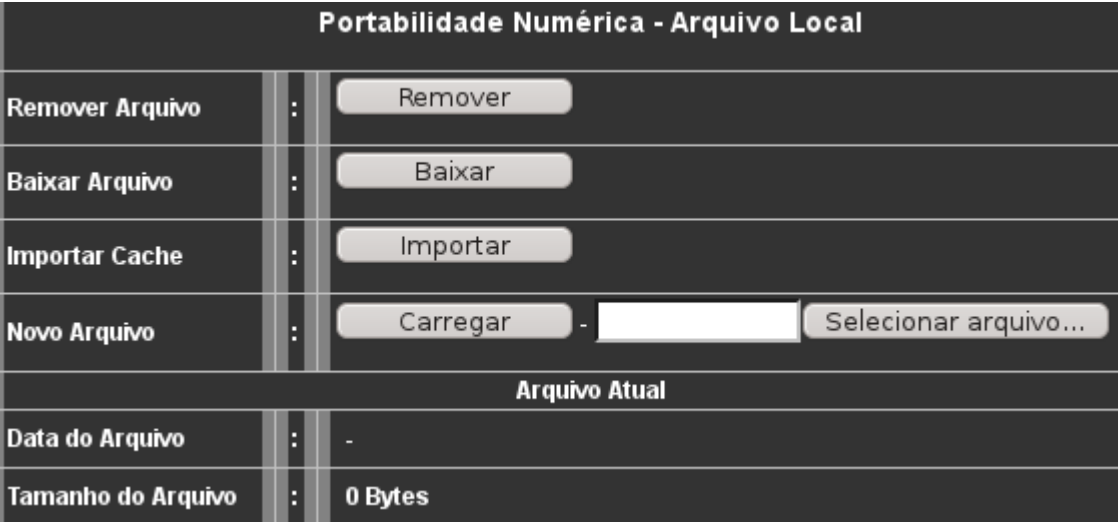 Portabilidade Numérica - Arquivo Local
Remover Arquivo : Remover
Baixar Arquivo : Baixar
Importar Cache : Importar
Novo Arquivo : Carregar - Selecionar arquivo...
Arquivo Atual
Data do Arquivo : -
Tamanho do Arquivo : 0 Bytes